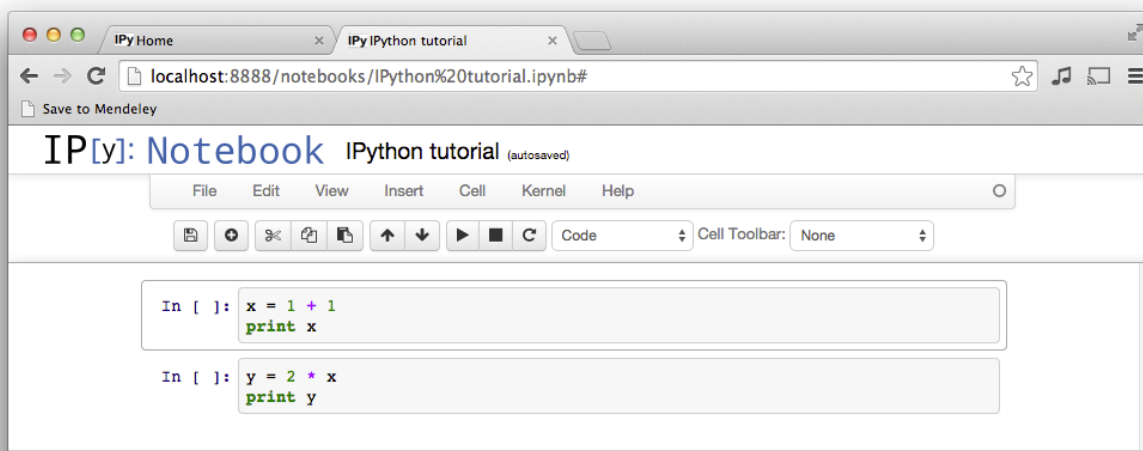 IPy Home
IPy IPython tutorial
localhost:8888/notebooks/IPython%20tutorial.ipynb#
Save to Mendeley
IP[y]: Notebook IPython tutorial (autosaved)
File Edit View Insert Cell Kernel Help
Code Cell Toolbar: None
In [ ]: x = 1 + 1
print x
In [ ]: y = 2 * x
print y